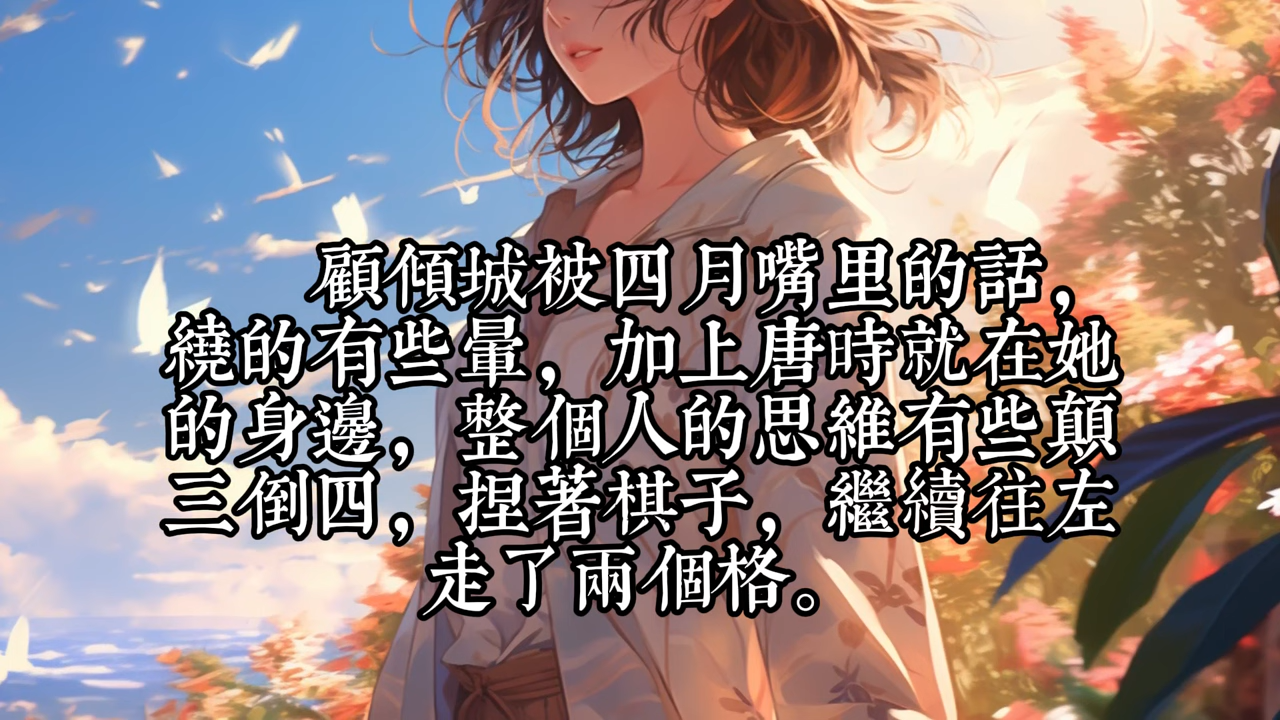 顧傾城被四月嘴里的話，
繞的有些暈，加上唐時就在她
的身邊，整個人的思維有些顛
三倒四，捏著棋子，繼續往左
走了兩個格。